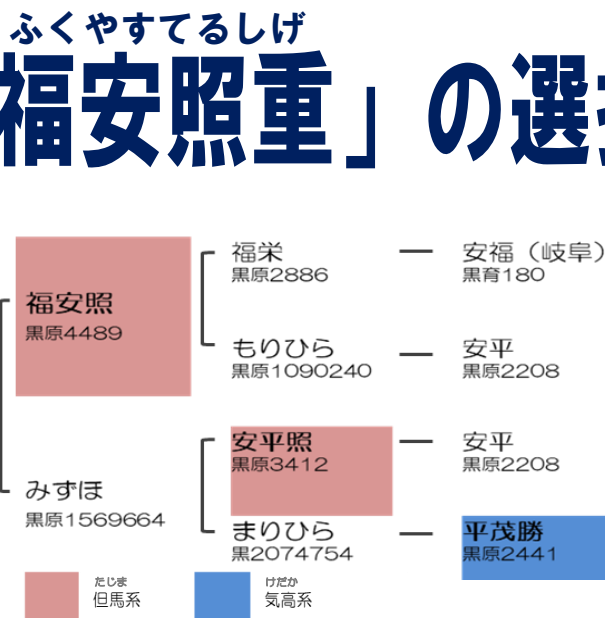 ふくやすてるしげ
福安照重」の選
福安照
黒原4489
福栄
黒原2886
安福（岐阜）
黒育180
もりひら
黒原1090240
安平
黒原2208
みずほ
黒原1569664
安平照
黒原3412
安平
黒原2208
まりひら
黒2074754
平茂勝
黒原2441
たじま
但馬系
けだか
気高系